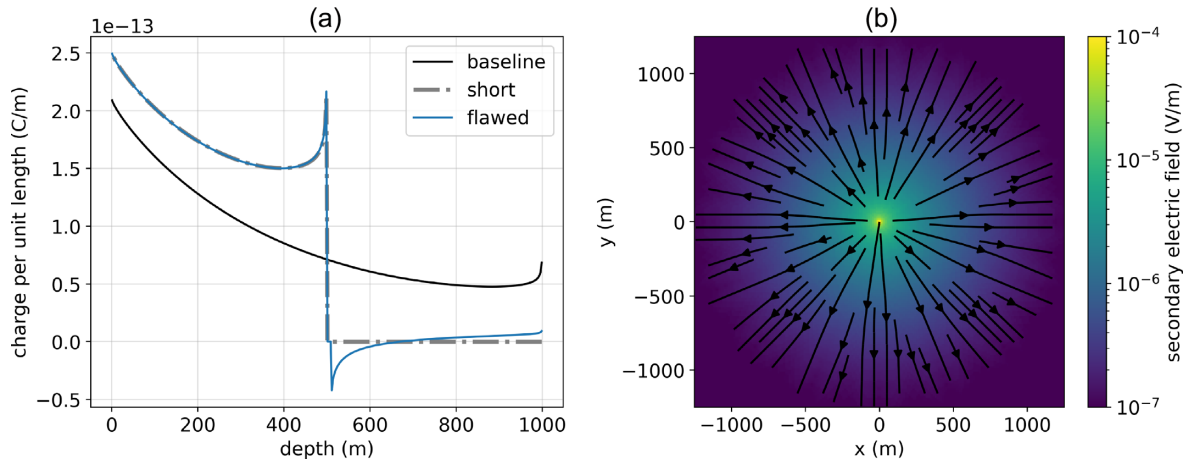 (a)
1e−13
2.5
2.0
1.5
1.0
0.5
0.0
−0.5
charge per unit length (C/m)
baseline
short
flawed
0 200 400 600 800 1000
depth (m)
(b)
1000
500
0
−500
−1000
y (m)
−1000 −500 0 500 1000
x (m)
10⁻⁴
10⁻⁵
10⁻⁶
10⁻⁷
secondary electric field (V/m)